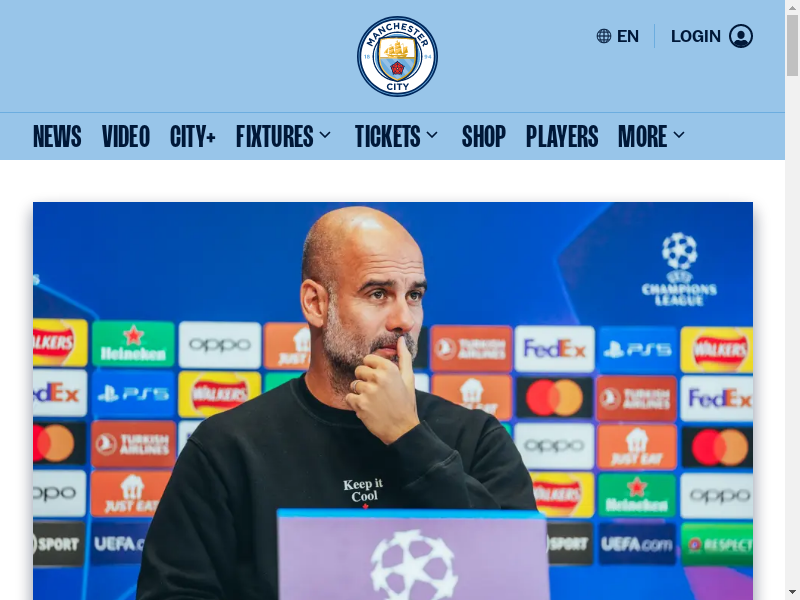 MANCHESTER
18 94
CITY
EN
LOGIN
NEWS
VIDEO
CITY+
FIXTURES
TICKETS
SHOP
PLAYERS
MORE
CHAMPIONS
LEAGUE
WALKERS
Heineken
oppo
JUST
TURKISH
AIRLINES
FedEx
PS5
WALKERS
FedEx
PS5
WALKERS
TURKISH
AIRLINES
FedEx
TURKISH
AIRLINES
oppo
JUST EAT
oppo
JUST EAT
WALKERS
Heineken
oppo
Keep it
Cool
SPORT
UEFA.c
SPORT
UEFA.com
RESPECT